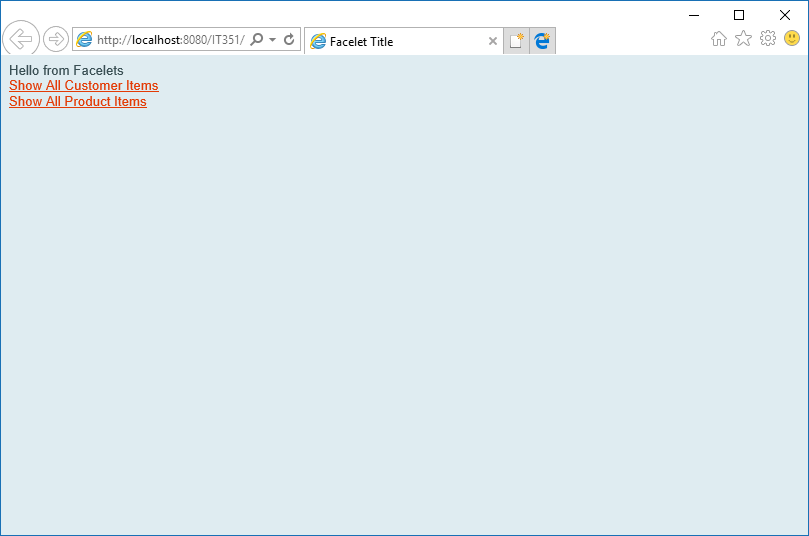 http://localhost:8080/IT351/
Facelet Title
Hello from Facelets
Show All Customer Items
Show All Product Items